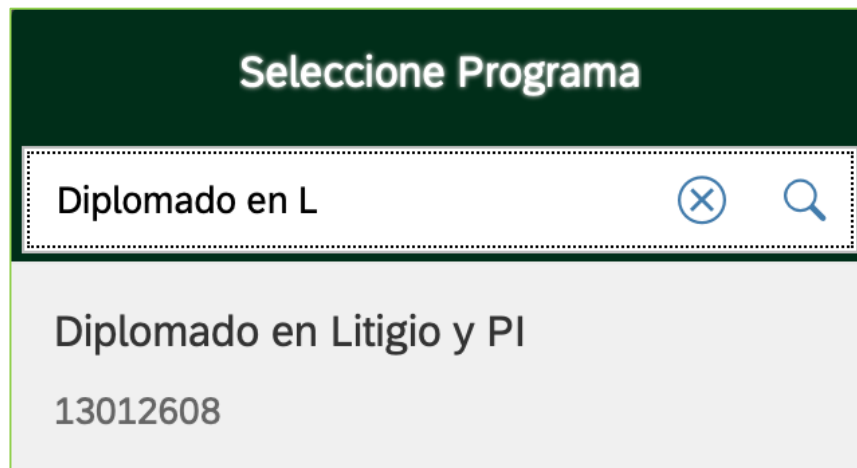 Seleccione Programa
Diplomado en L
Diplomado en Litigio y PI
13012608